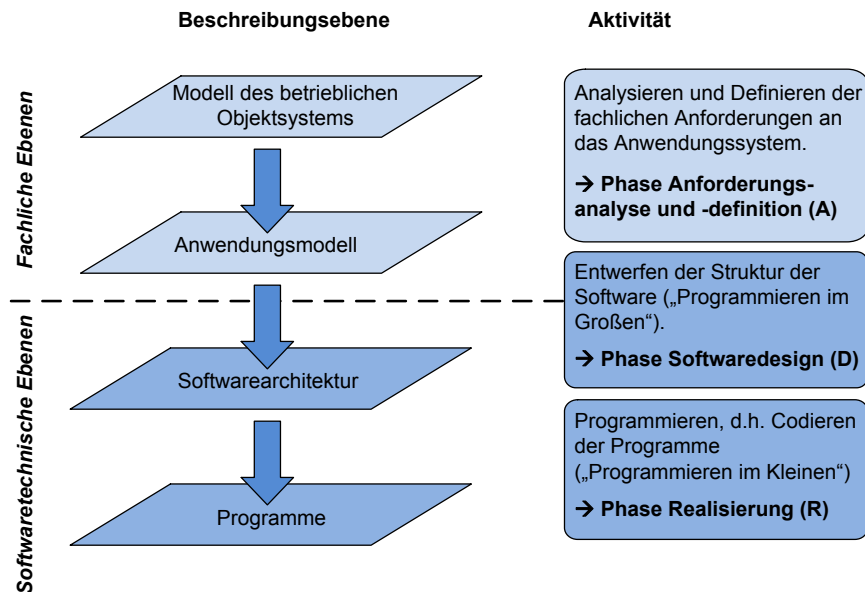 Beschreibungsebene
Aktivität
Fachliche Ebenen
Modell des betrieblichen
Objektsystems
Analysieren und Definieren der
fachlichen Anforderungen an
das Anwendungssystem.
→ Phase Anforderungs-
analyse und -definition (A)
Anwendungsmodell
Entwerfen der Struktur der
Software („Programmieren im
Großen“).
→ Phase Softwaredesign (D)
Softwaretechnische Ebenen
Softwarearchitektur
Programmieren, d.h. Codieren
der Programme
(„Programmieren im Kleinen“)
→ Phase Realisierung (R)
Programme